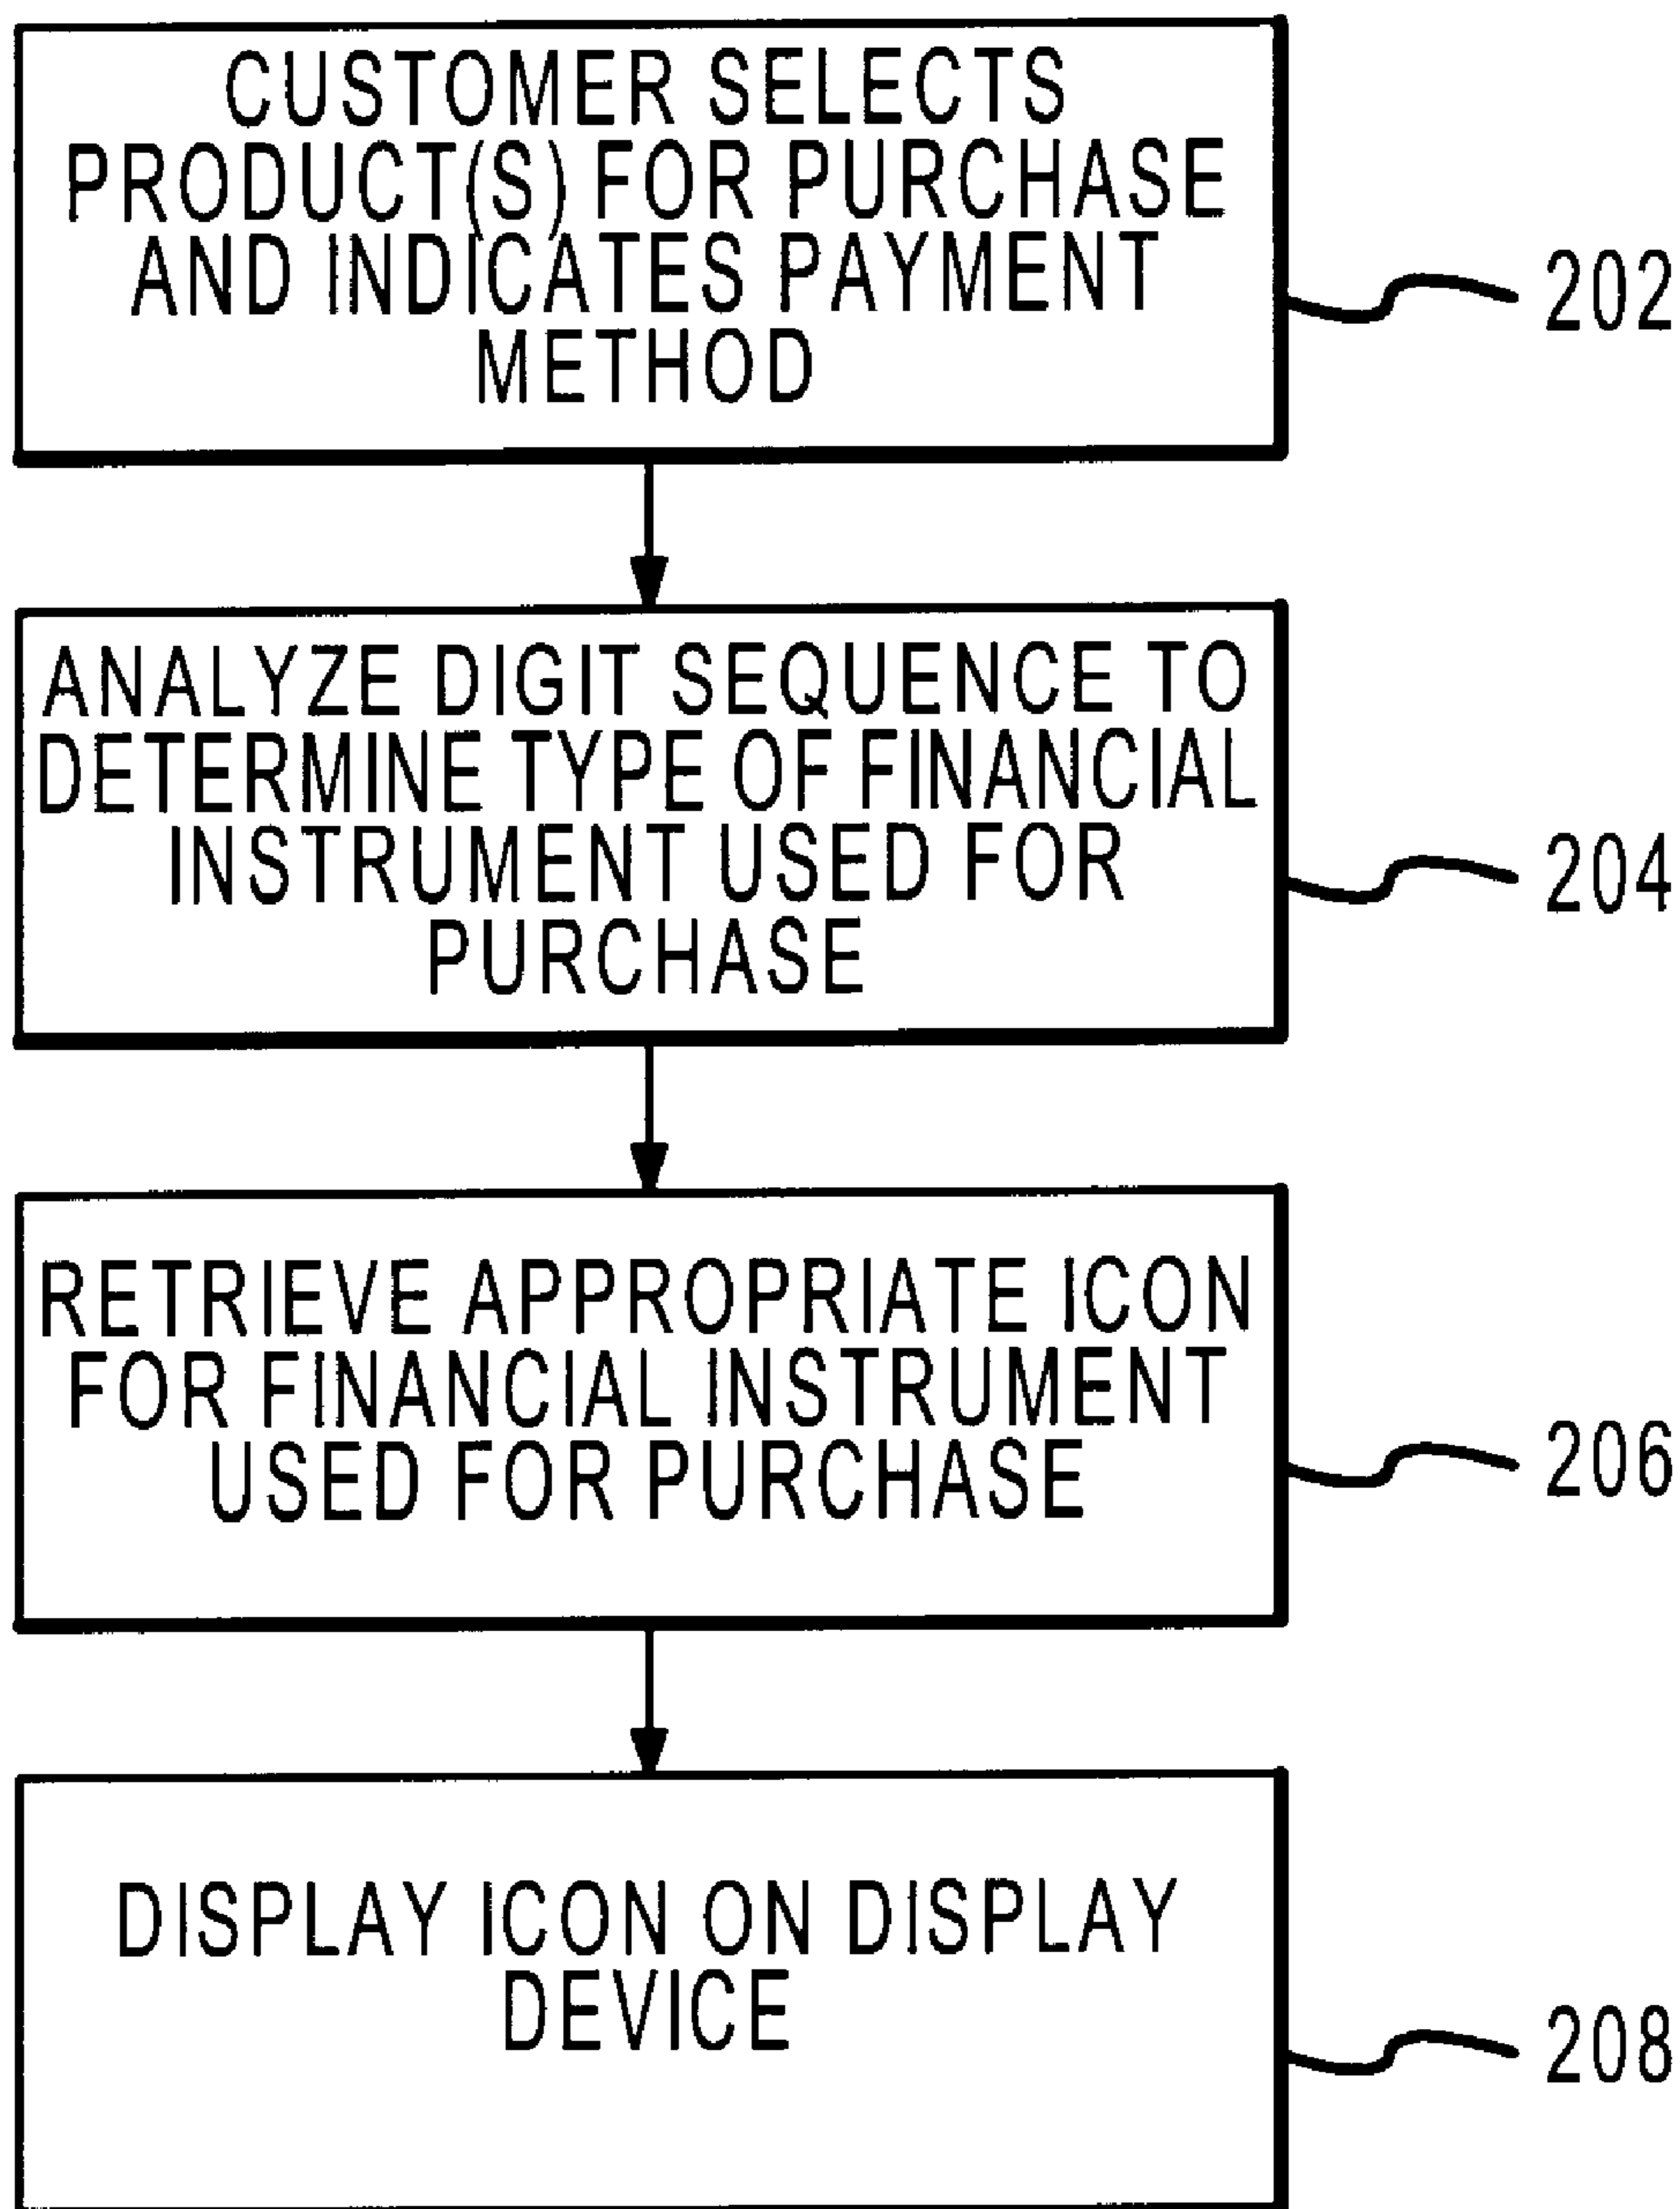 CUSTOMER SELECTS
PRODUCT(S) FOR PURCHASE
AND INDICATES PAYMENT
METHOD
202
ANALYZE DIGIT SEQUENCE TO
DETERMINE TYPE OF FINANCIAL
INSTRUMENT USED FOR
PURCHASE
204
RETRIEVE APPROPRIATE ICON
FOR FINANCIAL INSTRUMENT
USED FOR PURCHASE
206
DISPLAY ICON ON DISPLAY
DEVICE
208